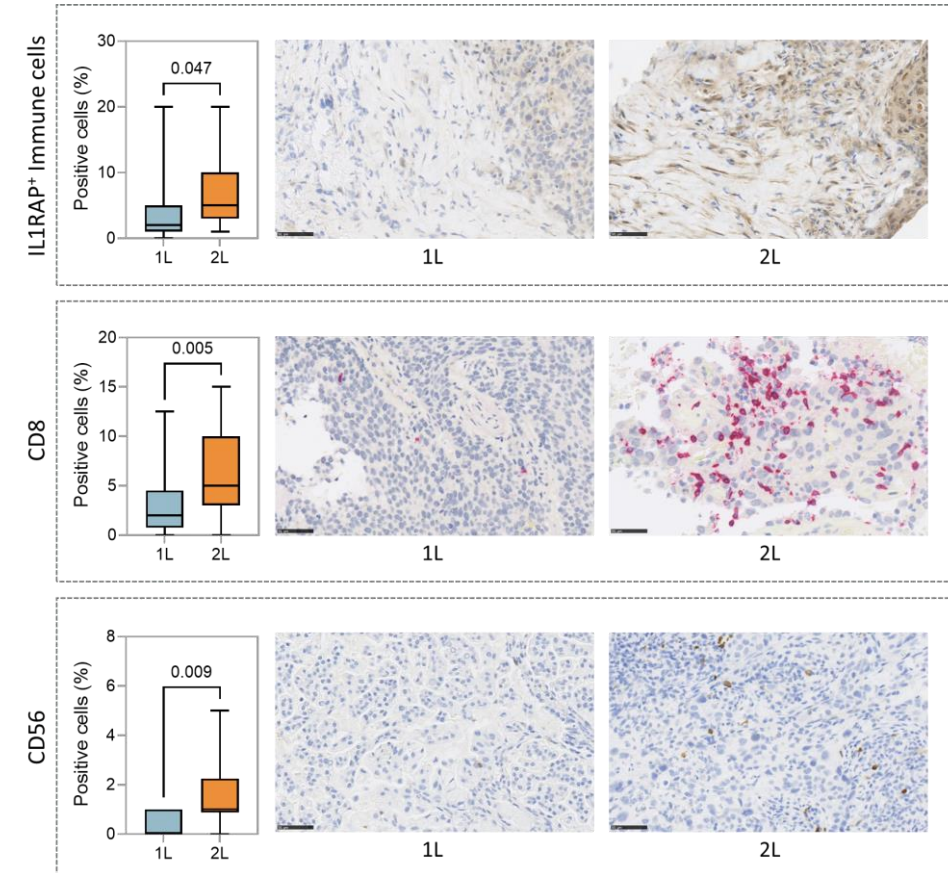 IL1RAP⁺ Immune cells
Positive cells (%)
30
20
10
0
0.047
1L
2L
1L
2L
CD8
Positive cells (%)
20
15
10
5
0
0.005
1L
2L
1L
2L
CD56
Positive cells (%)
8
6
4
2
0
0.009
1L
2L
1L
2L